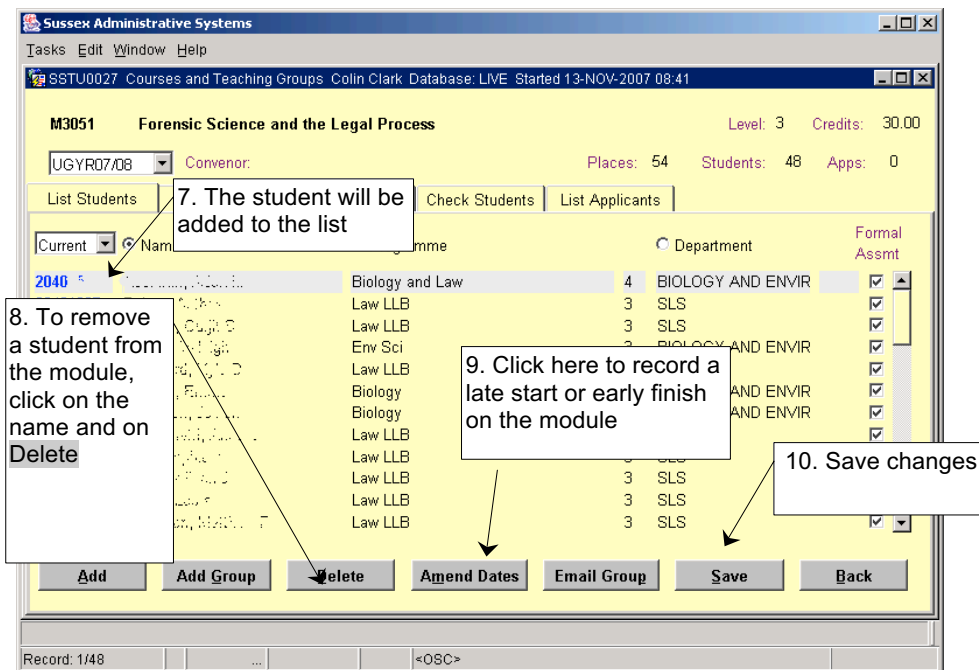 Sussex Administrative Systems
Tasks Edit Window Help
SSTU0027 Courses and Teaching Groups Colin Clark Database: LIVE Started 13-NOV-2007 08:41
M3051 Forensic Science and the Legal Process Level: 3 Credits: 30.00
UGYR07/08 Convenor: Places: 54 Students: 48 Apps: 0
List Students Check Students List Applicants
7. The student will be
added to the list
Current Department
Formal
Assmt
2040 Biology and Law 4 BIOLOGY AND ENVIR
Law LLB 3 SLS
Law LLB 3 SLS
Env Sci AND ENVIR
Law LLB
Biology AND ENVIR
Biology AND ENVIR
Law LLB
Law LLB 3 SLS
Law LLB 3 SLS
Law LLB 3 SLS
Law LLB 3 SLS
8. To remove
a student from
the module,
click on the
name and on
Delete
9. Click here to record a
late start or early finish
on the module
10. Save changes
Add Add Group Delete Amend Dates Email Group Save Back
Record: 1/48 ... <OSC>